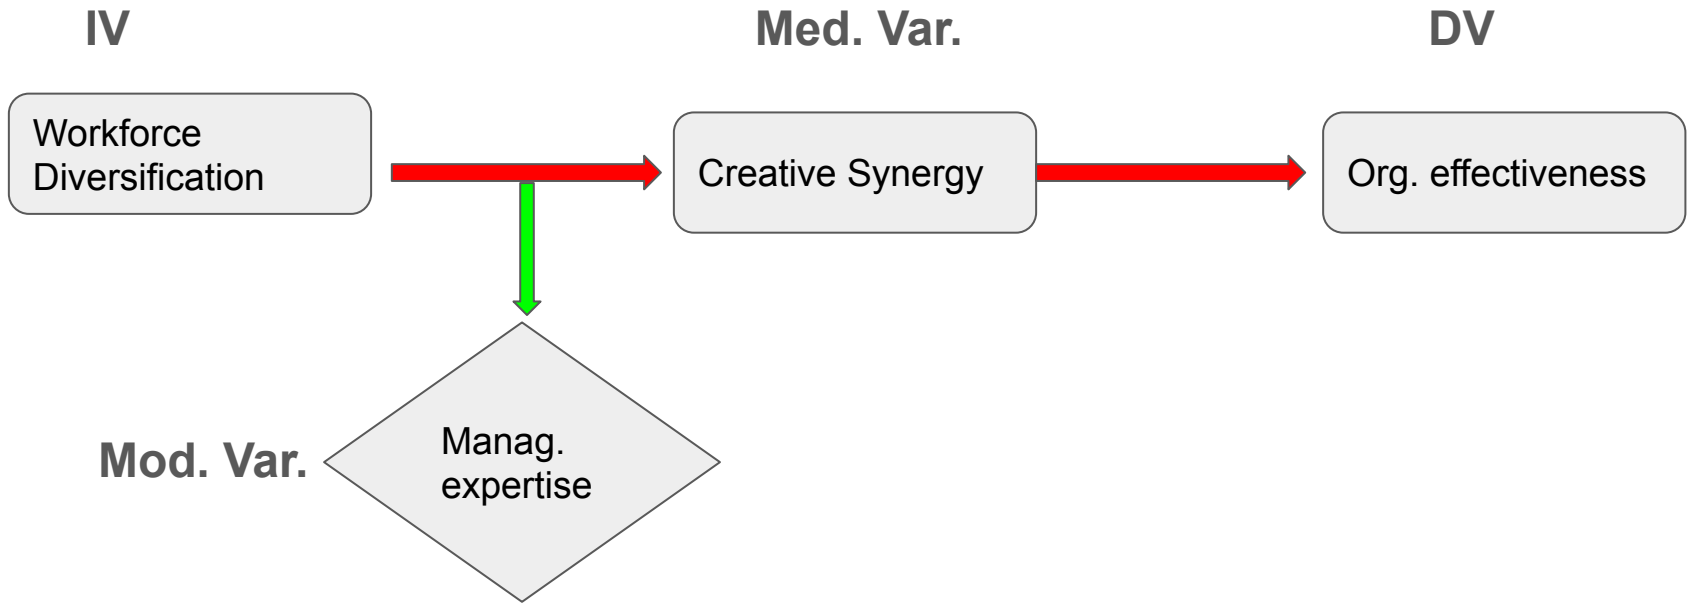 IV
Med. Var.
DV
Workforce
Diversification
Creative Synergy
Org. effectiveness
Mod. Var.
Manag.
expertise